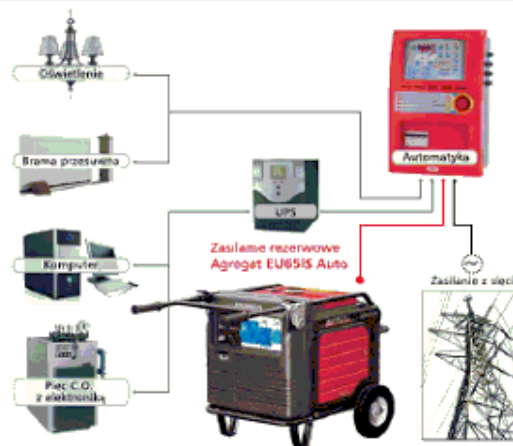 Oświetlenie
Automatyka
Brama przesuwna
UPS
Zasilanie rezerwowe
Agregat EU65iS Auto
Komputer
Zasilanie z sieci
Piec C.O.
z elektroniką